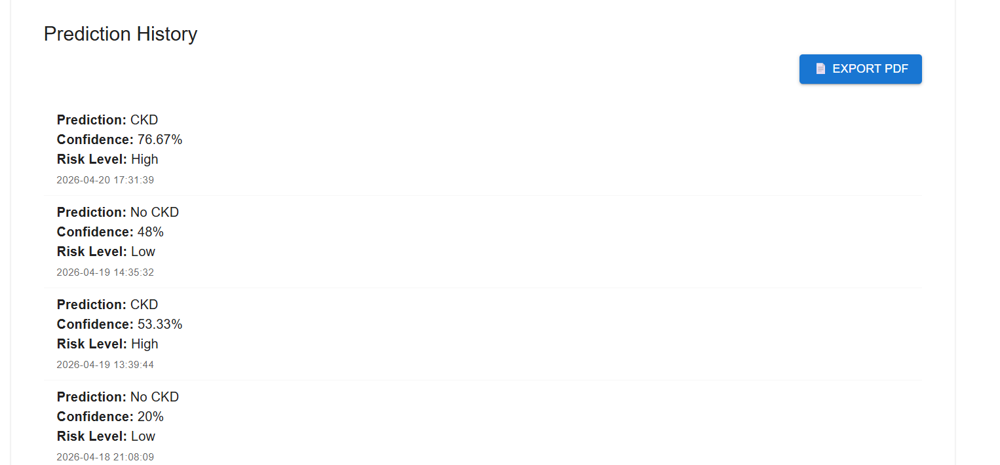 Prediction History
EXPORT PDF
Prediction: CKD
Confidence: 76.67%
Risk Level: High
2026-04-20 17:31:39
Prediction: No CKD
Confidence: 48%
Risk Level: Low
2026-04-19 14:35:32
Prediction: CKD
Confidence: 53.33%
Risk Level: High
2026-04-19 13:39:44
Prediction: No CKD
Confidence: 20%
Risk Level: Low
2026-04-18 21:08:09